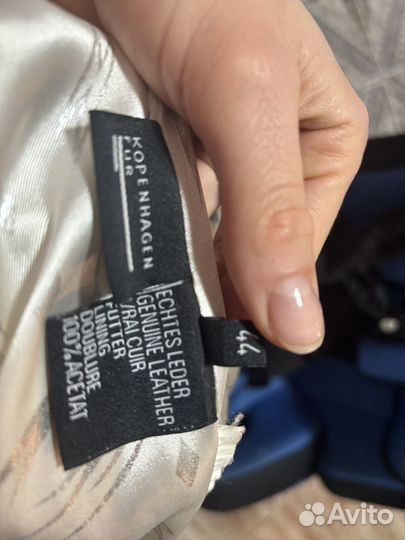 KOPENHAGEN
FUR
ECHTES LEDER
GENUINE LEATHER
VRAI CUIR
FUTTER
LINING
DOUBLURE
100% ACETAT
44
Avito